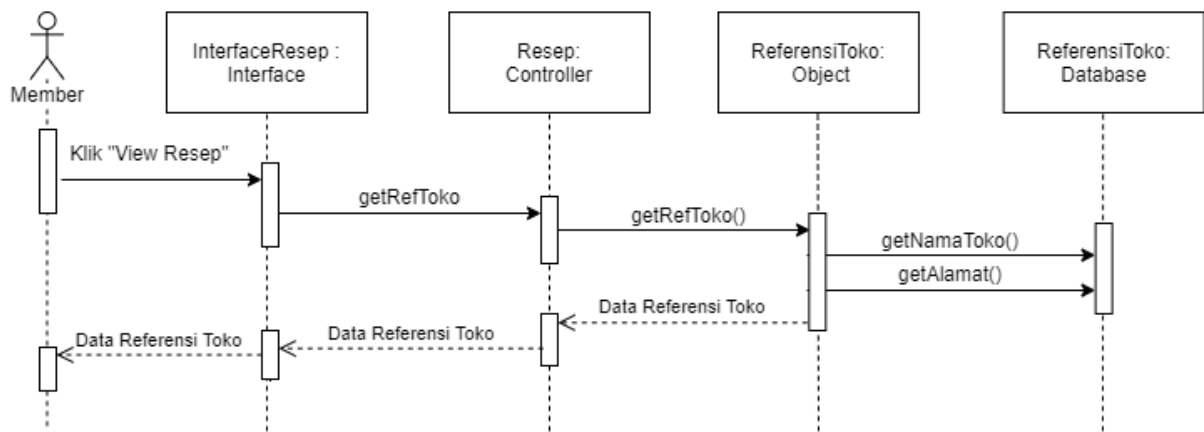 Member
InterfaceResep :
Interface
Resep:
Controller
ReferensiToko:
Object
ReferensiToko:
Database
Klik "View Resep"
getRefToko
getRefToko()
getNamaToko()
getAlamat()
Data Referensi Toko
Data Referensi Toko
Data Referensi Toko